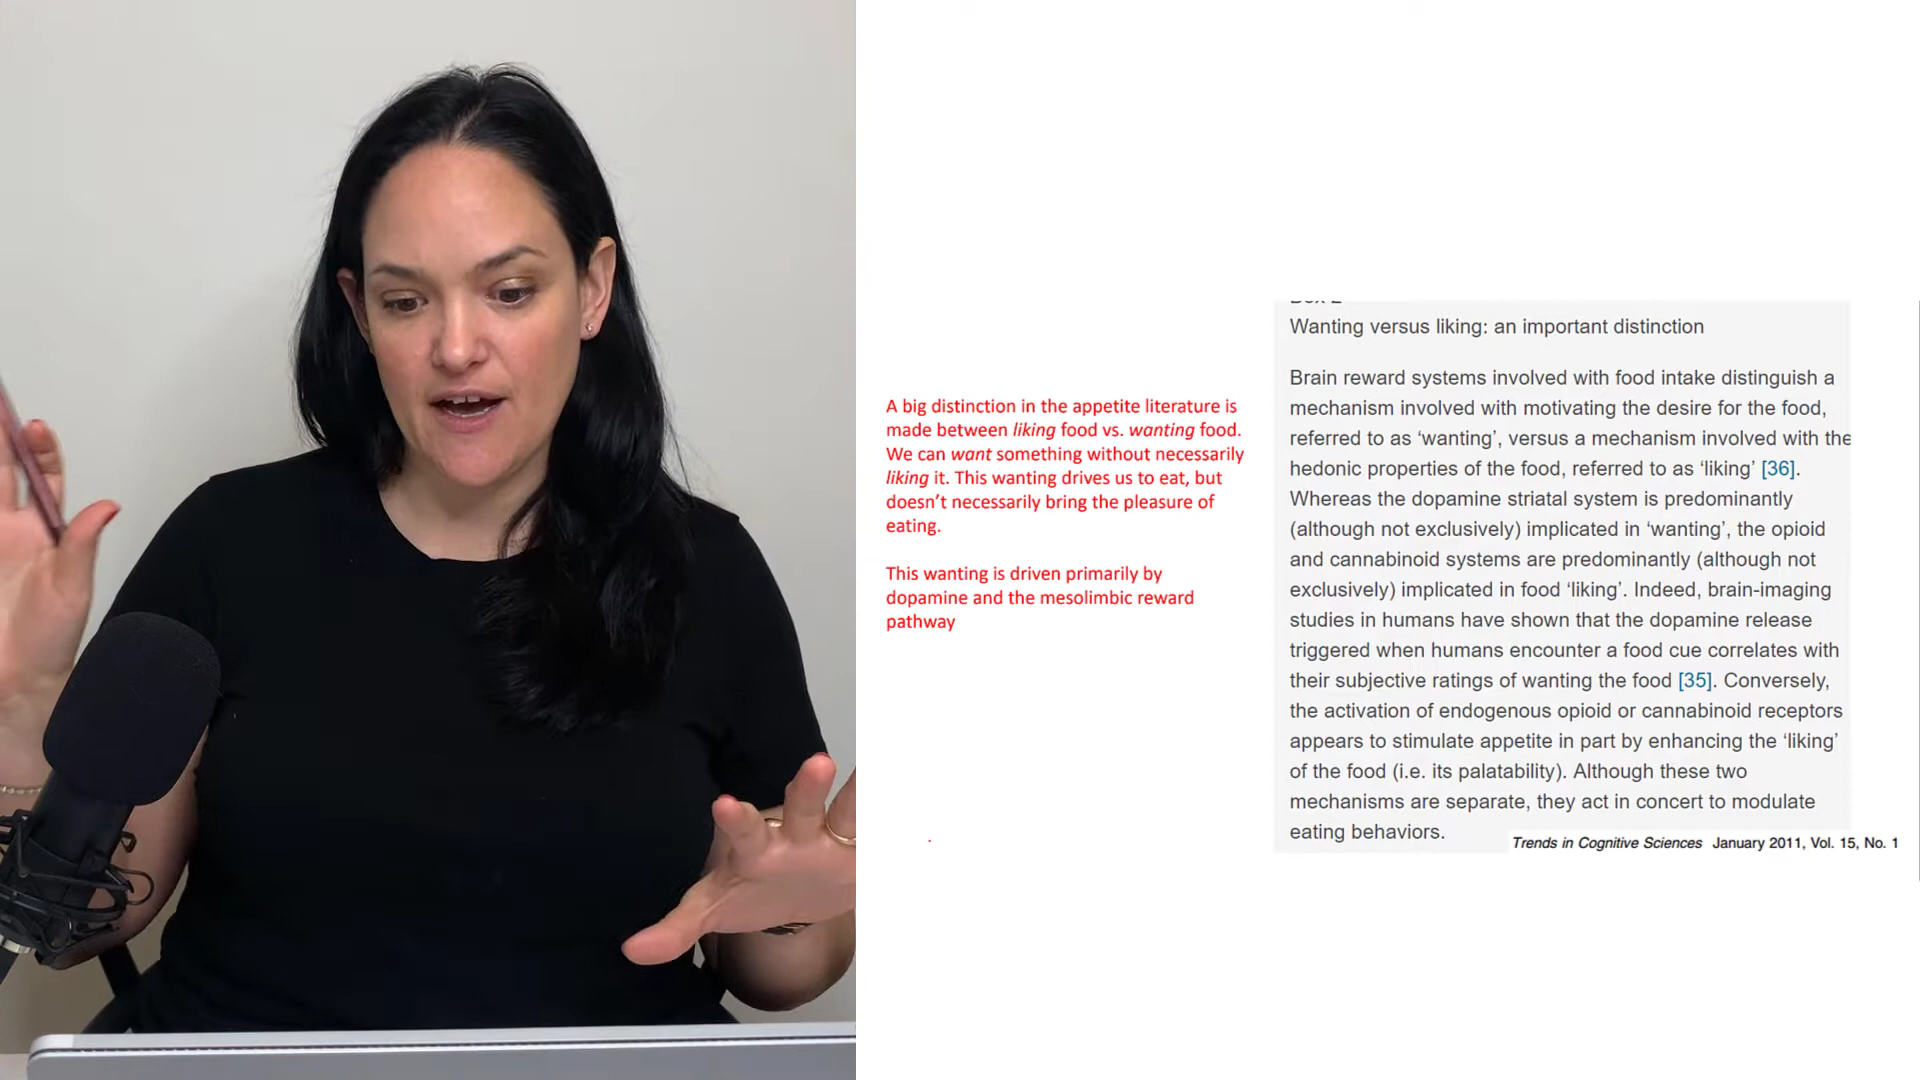 A big distinction in the appetite literature is
made between liking food vs. wanting food.
We can want something without necessarily
liking it. This wanting drives us to eat, but
doesn’t necessarily bring the pleasure of
eating.
This wanting is driven primarily by
dopamine and the mesolimbic reward
pathway
Wanting versus liking: an important distinction
Brain reward systems involved with food intake distinguish a
mechanism involved with motivating the desire for the food,
referred to as ‘wanting’, versus a mechanism involved with the
hedonic properties of the food, referred to as ‘liking’ [36].
Whereas the dopamine striatal system is predominantly
(although not exclusively) implicated in ‘wanting’, the opioid
and cannabinoid systems are predominantly (although not
exclusively) implicated in food ‘liking’. Indeed, brain-imaging
studies in humans have shown that the dopamine release
triggered when humans encounter a food cue correlates with
their subjective ratings of wanting the food [35]. Conversely,
the activation of endogenous opioid or cannabinoid receptors
appears to stimulate appetite in part by enhancing the ‘liking’
of the food (i.e. its palatability). Although these two
mechanisms are separate, they act in concert to modulate
eating behaviors.
Trends in Cognitive Sciences January 2011, Vol. 15, No. 1